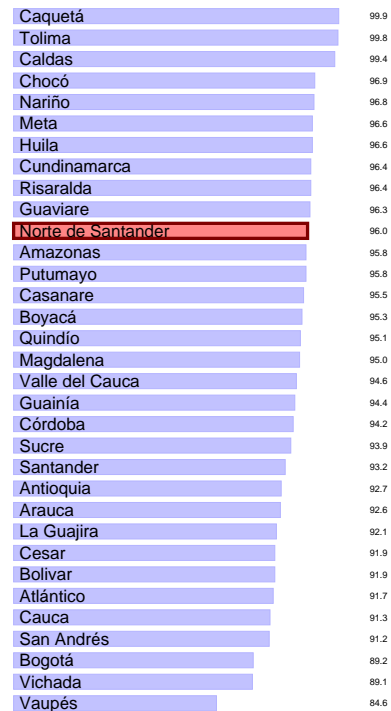 Caquetá 99.9
Tolima 99.8
Caldas 99.4
Chocó 96.9
Nariño 96.8
Meta 96.6
Huila 96.6
Cundinamarca 96.4
Risaralda 96.4
Guaviare 96.3
Norte de Santander 96.0
Amazonas 95.8
Putumayo 95.8
Casanare 95.5
Boyacá 95.3
Quindío 95.1
Magdalena 95.0
Valle del Cauca 94.6
Guainía 94.4
Córdoba 94.2
Sucre 93.9
Santander 93.2
Antioquia 92.7
Arauca 92.6
La Guajira 92.1
Cesar 91.9
Bolivar 91.9
Atlántico 91.7
Cauca 91.3
San Andrés 91.2
Bogotá 89.2
Vichada 89.1
Vaupés 84.6